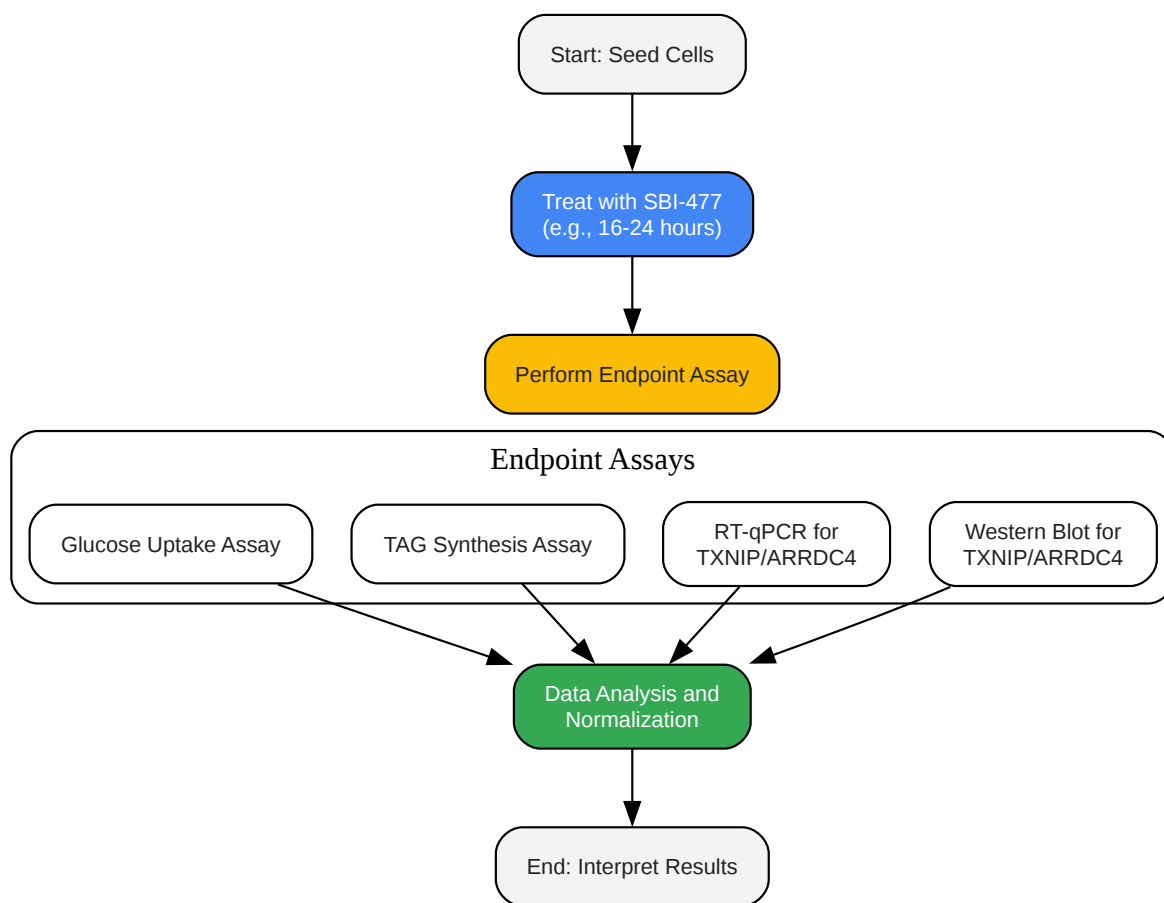 Start: Seed Cells
Treat with SBI-477
(e.g., 16-24 hours)
Perform Endpoint Assay
Endpoint Assays
Glucose Uptake Assay
TAG Synthesis Assay
RT-qPCR for
TXNIP/ARRDC4
Western Blot for
TXNIP/ARRDC4
Data Analysis and
Normalization
End: Interpret Results